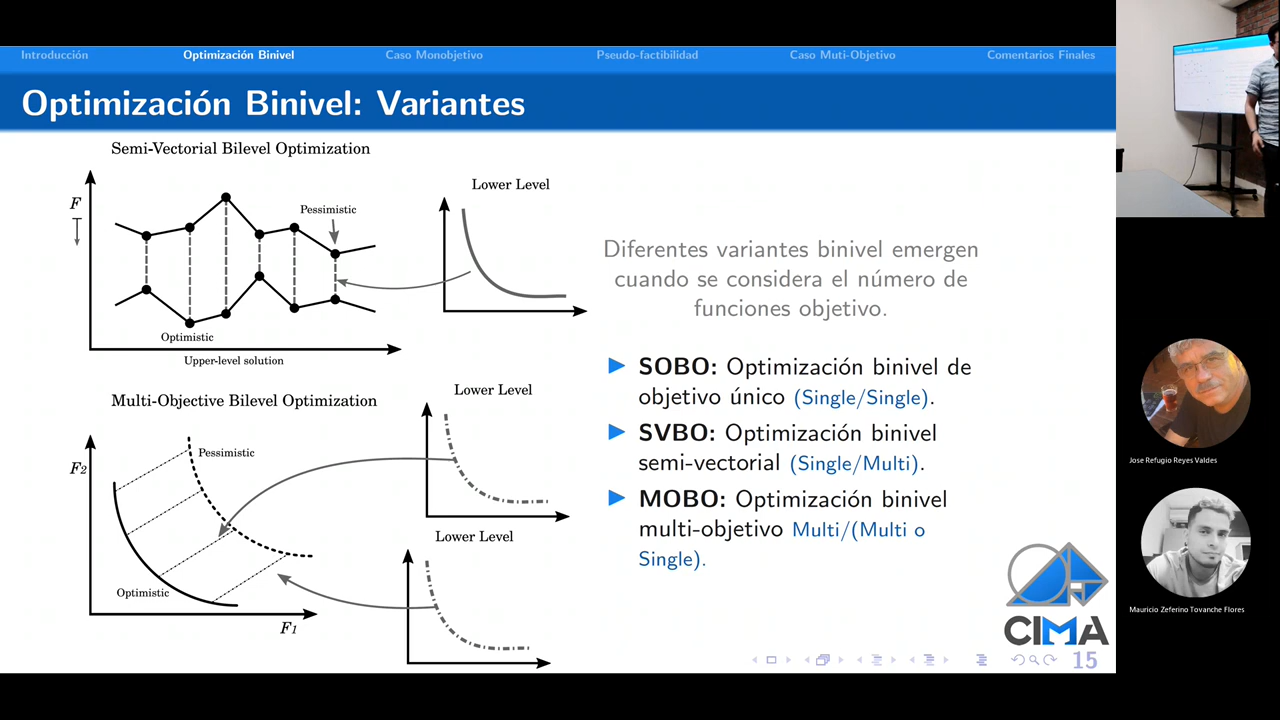 Introducción
Optimización Binivel
Caso Monobjetivo
Pseudo-factibilidad
Caso Muti-Objetivo
Comentarios Finales
Optimización Binivel: Variantes
Semi-Vectorial Bilevel Optimization
F
Pessimistic
Optimistic
Upper-level solution
Lower Level
Multi-Objective Bilevel Optimization
F2
Pessimistic
Optimistic
F1
Lower Level
Lower Level
Diferentes variantes binivel emergen
cuando se considera el número de
funciones objetivo.
SOBO: Optimización binivel de
objetivo único (Single/Single).
SVBO: Optimización binivel
semi-vectorial (Single/Multi).
MOBO: Optimización binivel
multi-objetivo Multi/(Multi o
Single).
CIMA
15
Jose Refugio Reyes Valdes
Mauricio Zeferino Tovanche Flores